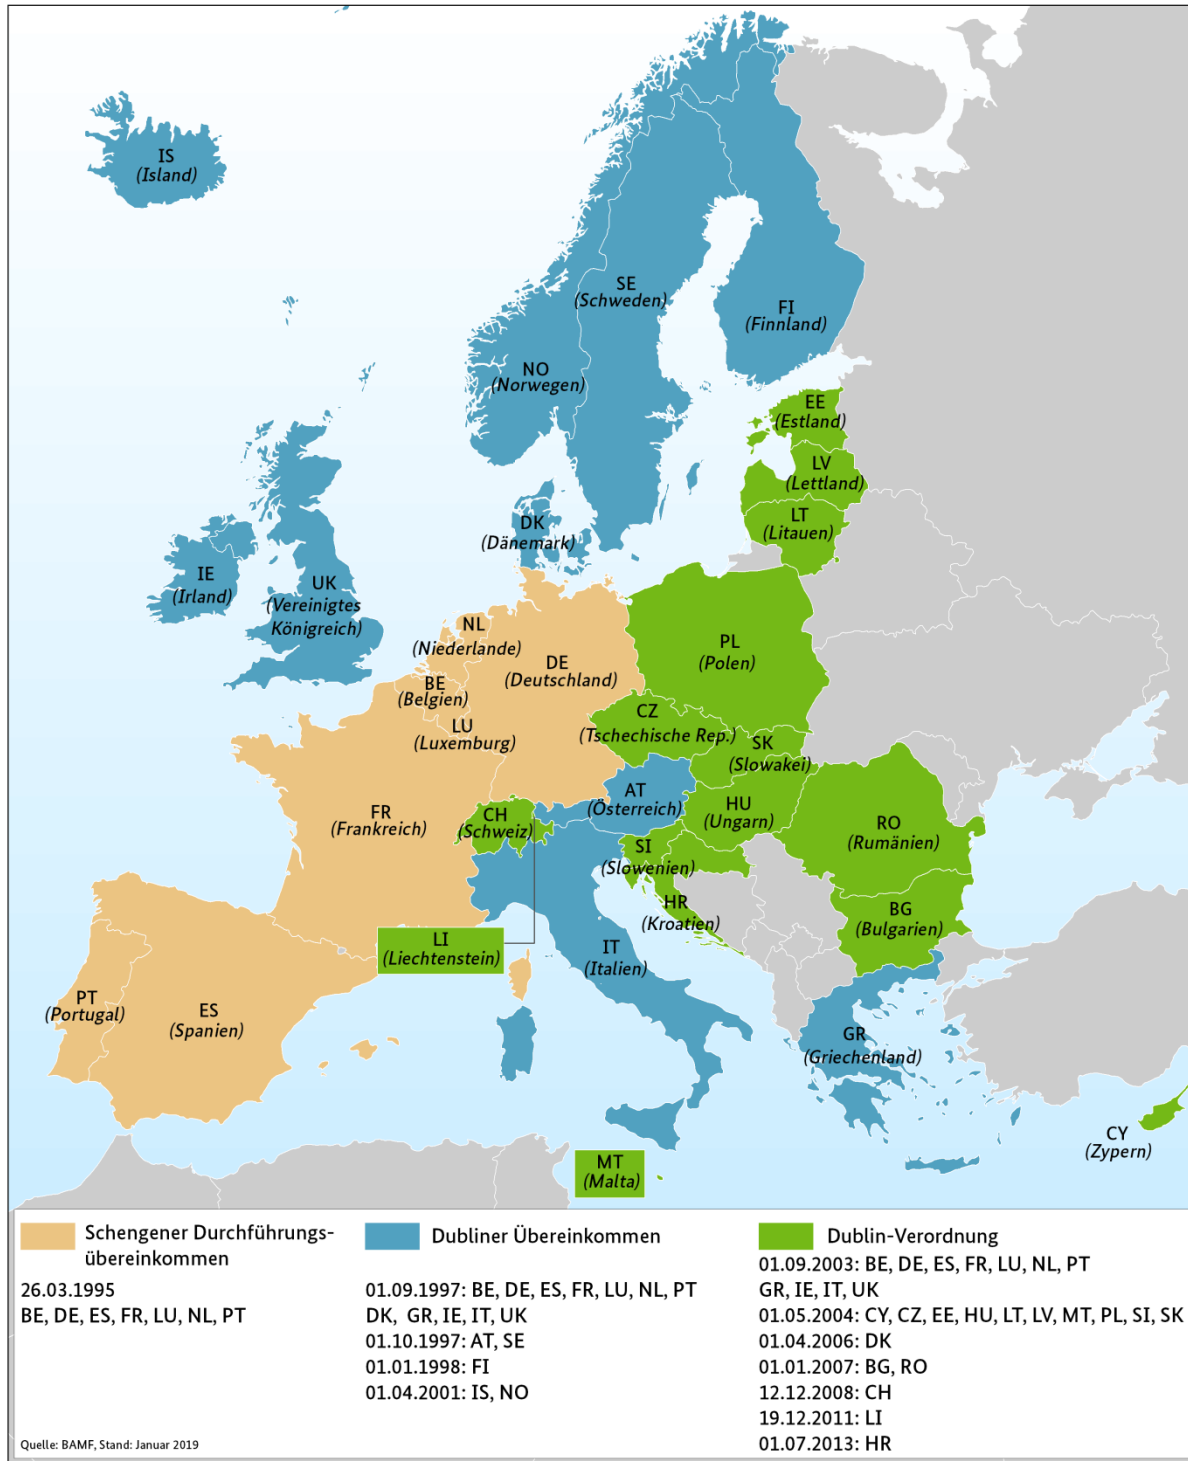 IS
(Island)
SE
(Schweden)
FI
(Finnland)
NO
(Norwegen)
EE
(Estland)
LV
(Lettland)
LT
(Litauen)
DK
(Dänemark)
IE
(Irland)
UK
(Vereinigtes
Königreich)
NL
(Niederlande)
DE
(Deutschland)
BE
(Belgien)
LU
(Luxemburg)
PL
(Polen)
CZ
(Tschechische Rep.)
SK
(Slowakei)
AT
(Österreich)
HU
(Ungarn)
FR
(Frankreich)
CH
(Schweiz)
RO
(Rumänien)
SI
(Slowenien)
HR
(Kroatien)
BG
(Bulgarien)
LI
(Liechtenstein)
IT
(Italien)
PT
(Portugal)
ES
(Spanien)
GR
(Griechenland)
CY
(Zypern)
MT
(Malta)
Schengener Durchführungs-
übereinkommen
26.03.1995
BE, DE, ES, FR, LU, NL, PT
Dubliner Übereinkommen
01.09.1997: BE, DE, ES, FR, LU, NL, PT
DK, GR, IE, IT, UK
01.10.1997: AT, SE
01.01.1998: FI
01.04.2001: IS, NO
Dublin-Verordnung
01.09.2003: BE, DE, ES, FR, LU, NL, PT
GR, IE, IT, UK
01.05.2004: CY, CZ, EE, HU, LT, LV, MT, PL, SI, SK
01.04.2006: DK
01.01.2007: BG, RO
12.12.2008: CH
19.12.2011: LI
01.07.2013: HR
Quelle: BAMF, Stand: Januar 2019